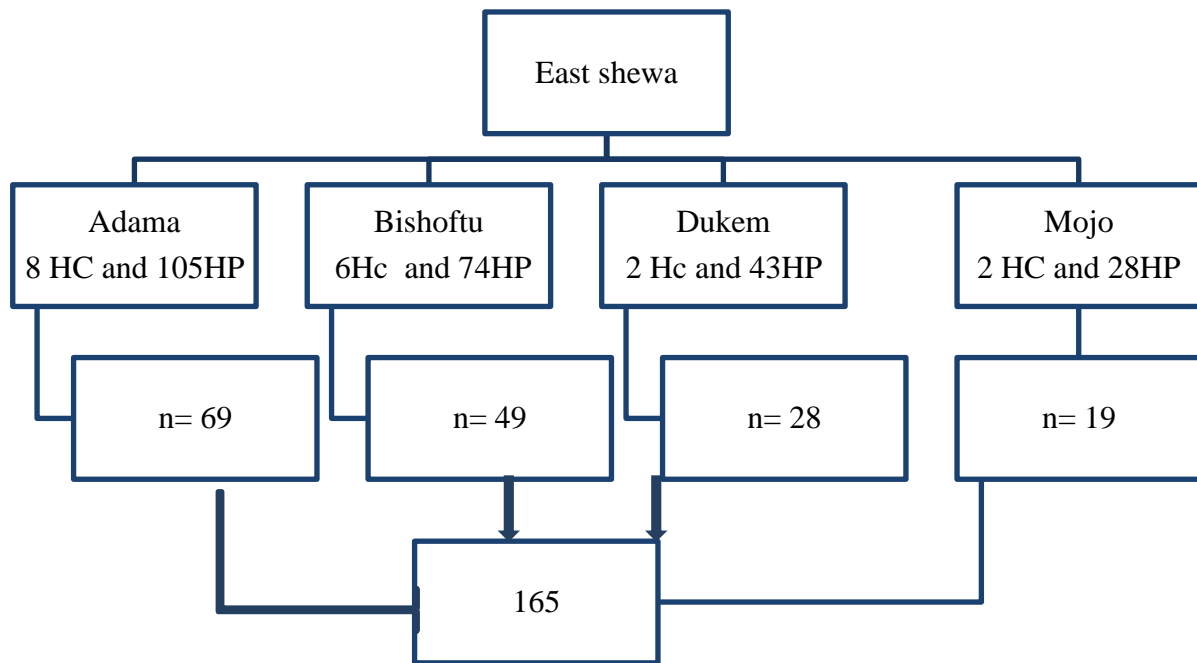 East shewa
Adama
8 HC and 105HP
Bishoftu
6Hc and 74HP
Dukem
2 Hc and 43HP
Mojo
2 HC and 28HP
n= 69
n= 49
n= 28
n= 19
165